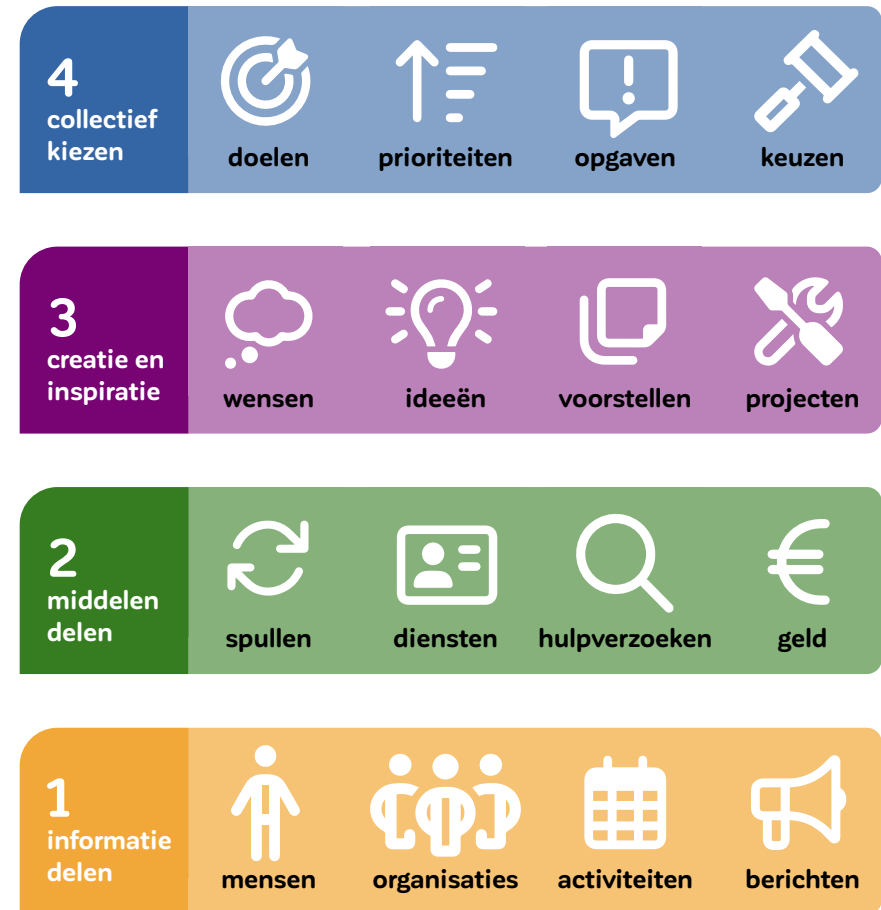 4
collectief
kiezen
doelen
prioriteiten
opgaven
keuzen
3
creatie en
inspiratie
wensen
ideeën
voorstellen
projecten
2
middelen
delen
spullen
diensten
hulpverzoeken
geld
1
informatie
delen
mensen
organisaties
activiteiten
berichten